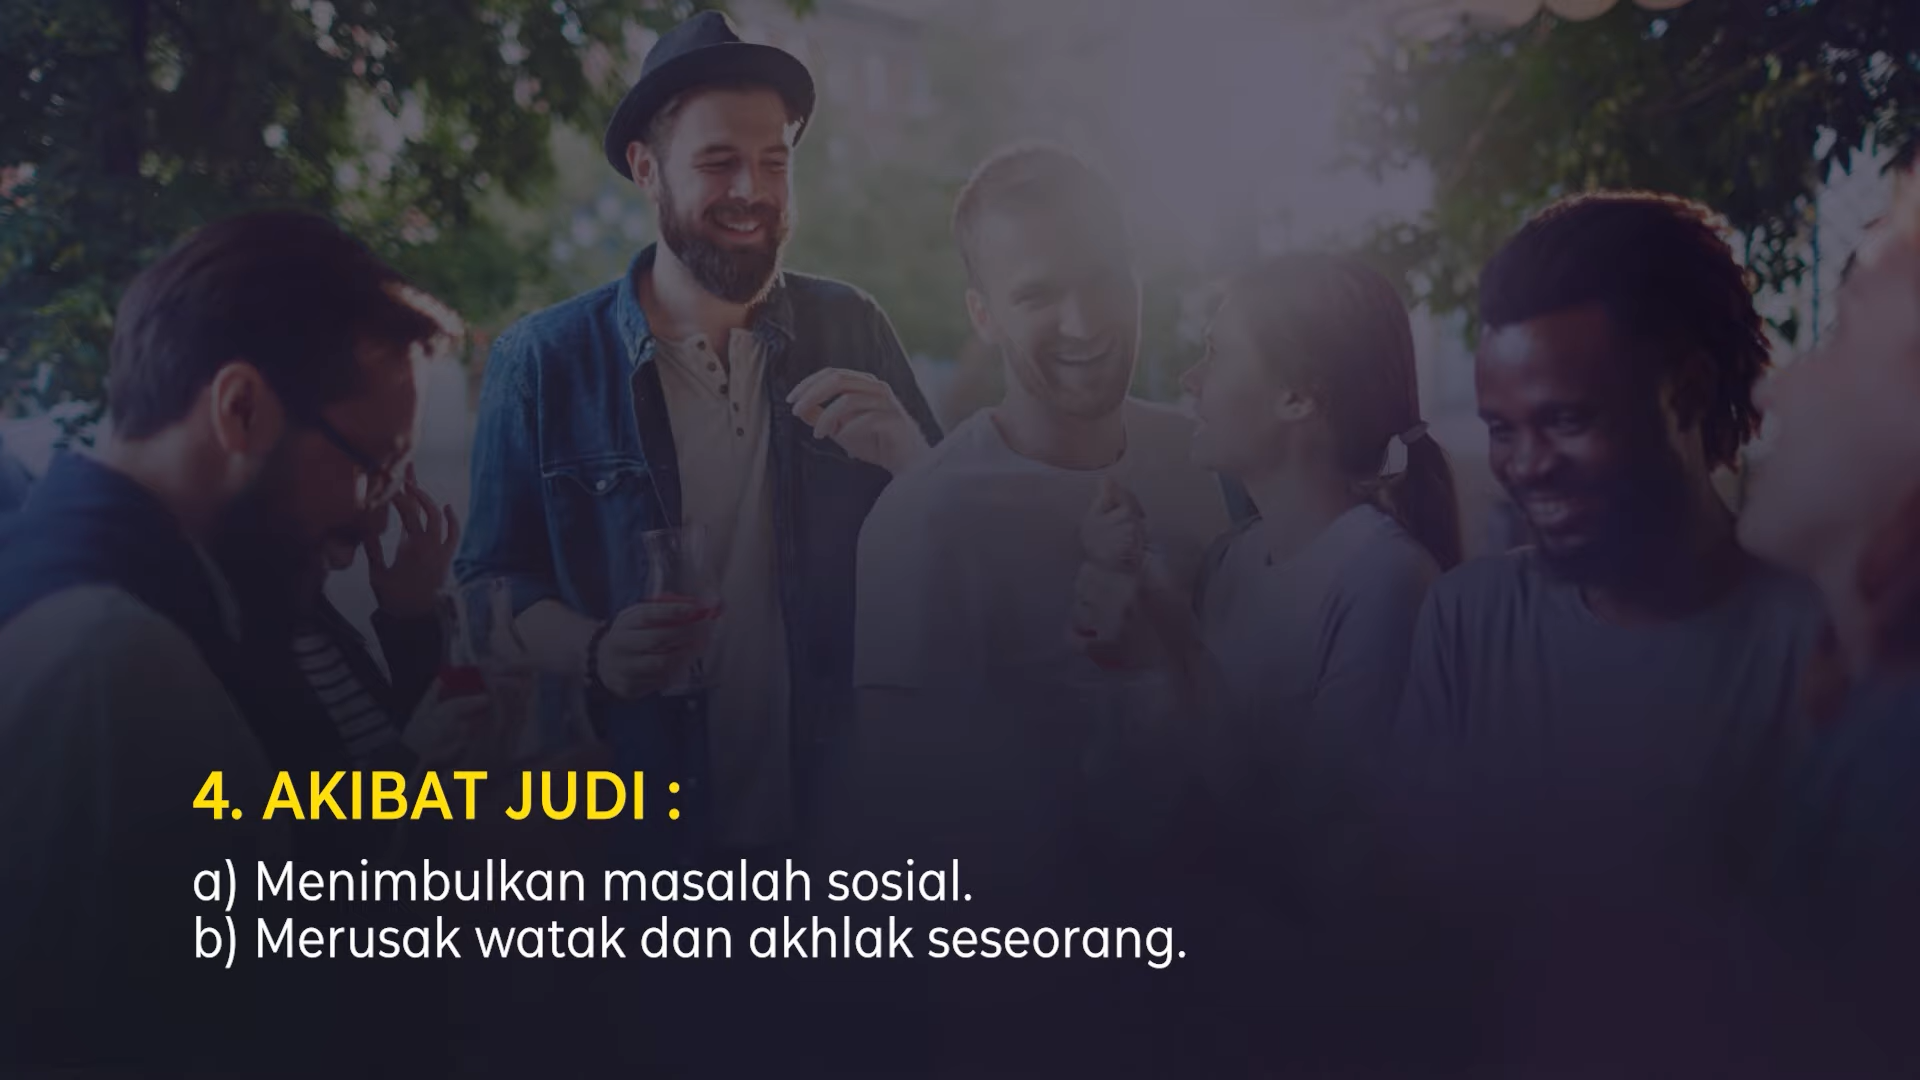 4. AKIBAT JUDI :
a) Menimbulkan masalah sosial.
b) Merusak watak dan akhlak seseorang.